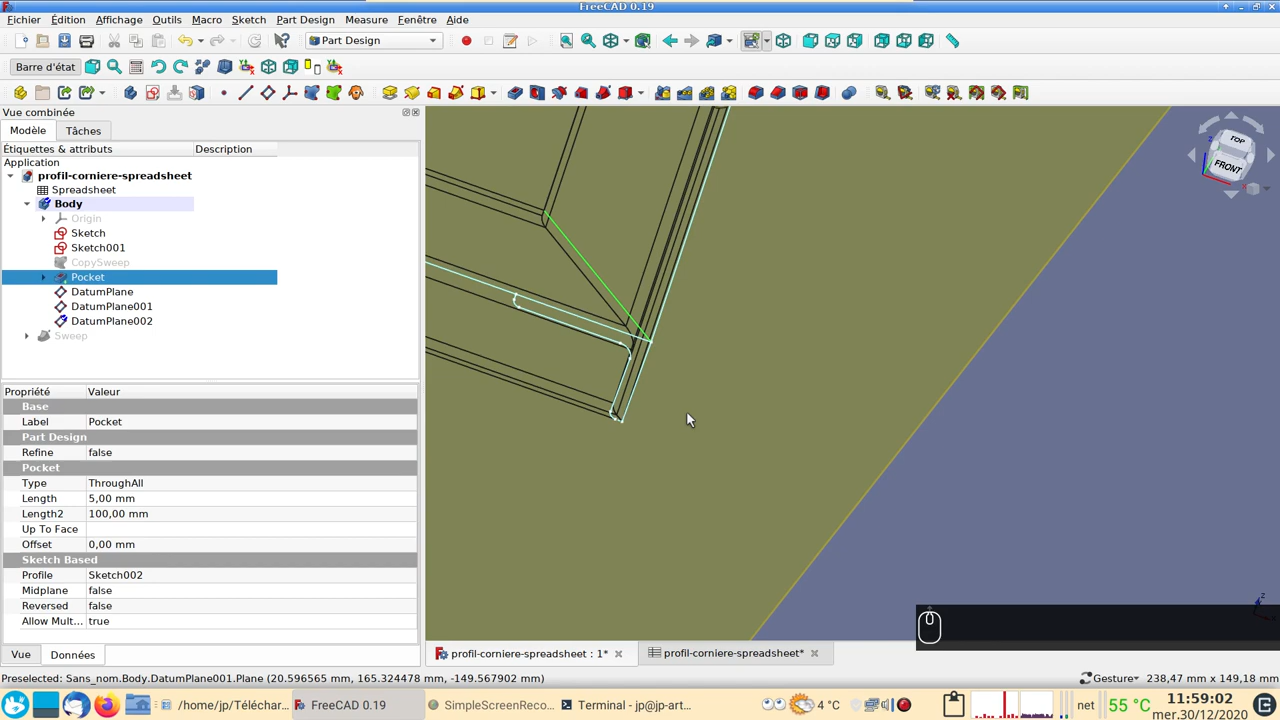 FreeCAD 0.19
Fichier Édition Affichage Outils Macro Sketch Part Design Measure Fenêtre Aide
Part Design
Barre d'état
Vue combinée
Modèle Tâches
Étiquettes & attributs Description
Application
profil-corniere-spreadsheet
Spreadsheet
Body
Origin
Sketch
Sketch001
CopySweep
Pocket
DatumPlane
DatumPlane001
DatumPlane002
Sweep
TOP
FRONT
Propriété Valeur
Base
Label Pocket
Part Design
Refine false
Pocket
Type ThroughAll
Length 5,00 mm
Length2 100,00 mm
Up To Face
Offset 0,00 mm
Sketch Based
Profile Sketch002
Midplane false
Reversed false
Allow Mult... true
Vue Données
profil-corniere-spreadsheet : 1* profil-corniere-spreadsheet*
Preselected: Sans_nom.Body.DatumPlane001.Plane (20.596565 mm, 165.324478 mm, -149.567902 mm) Gesture 238,47 mm x 149,18 mm
/home/jp/Téléchar... FreeCAD 0.19 SimpleScreenReco... Terminal - jp@jp-art... 4 °C net 55 °C 11:59:02
mer.30/12/2020